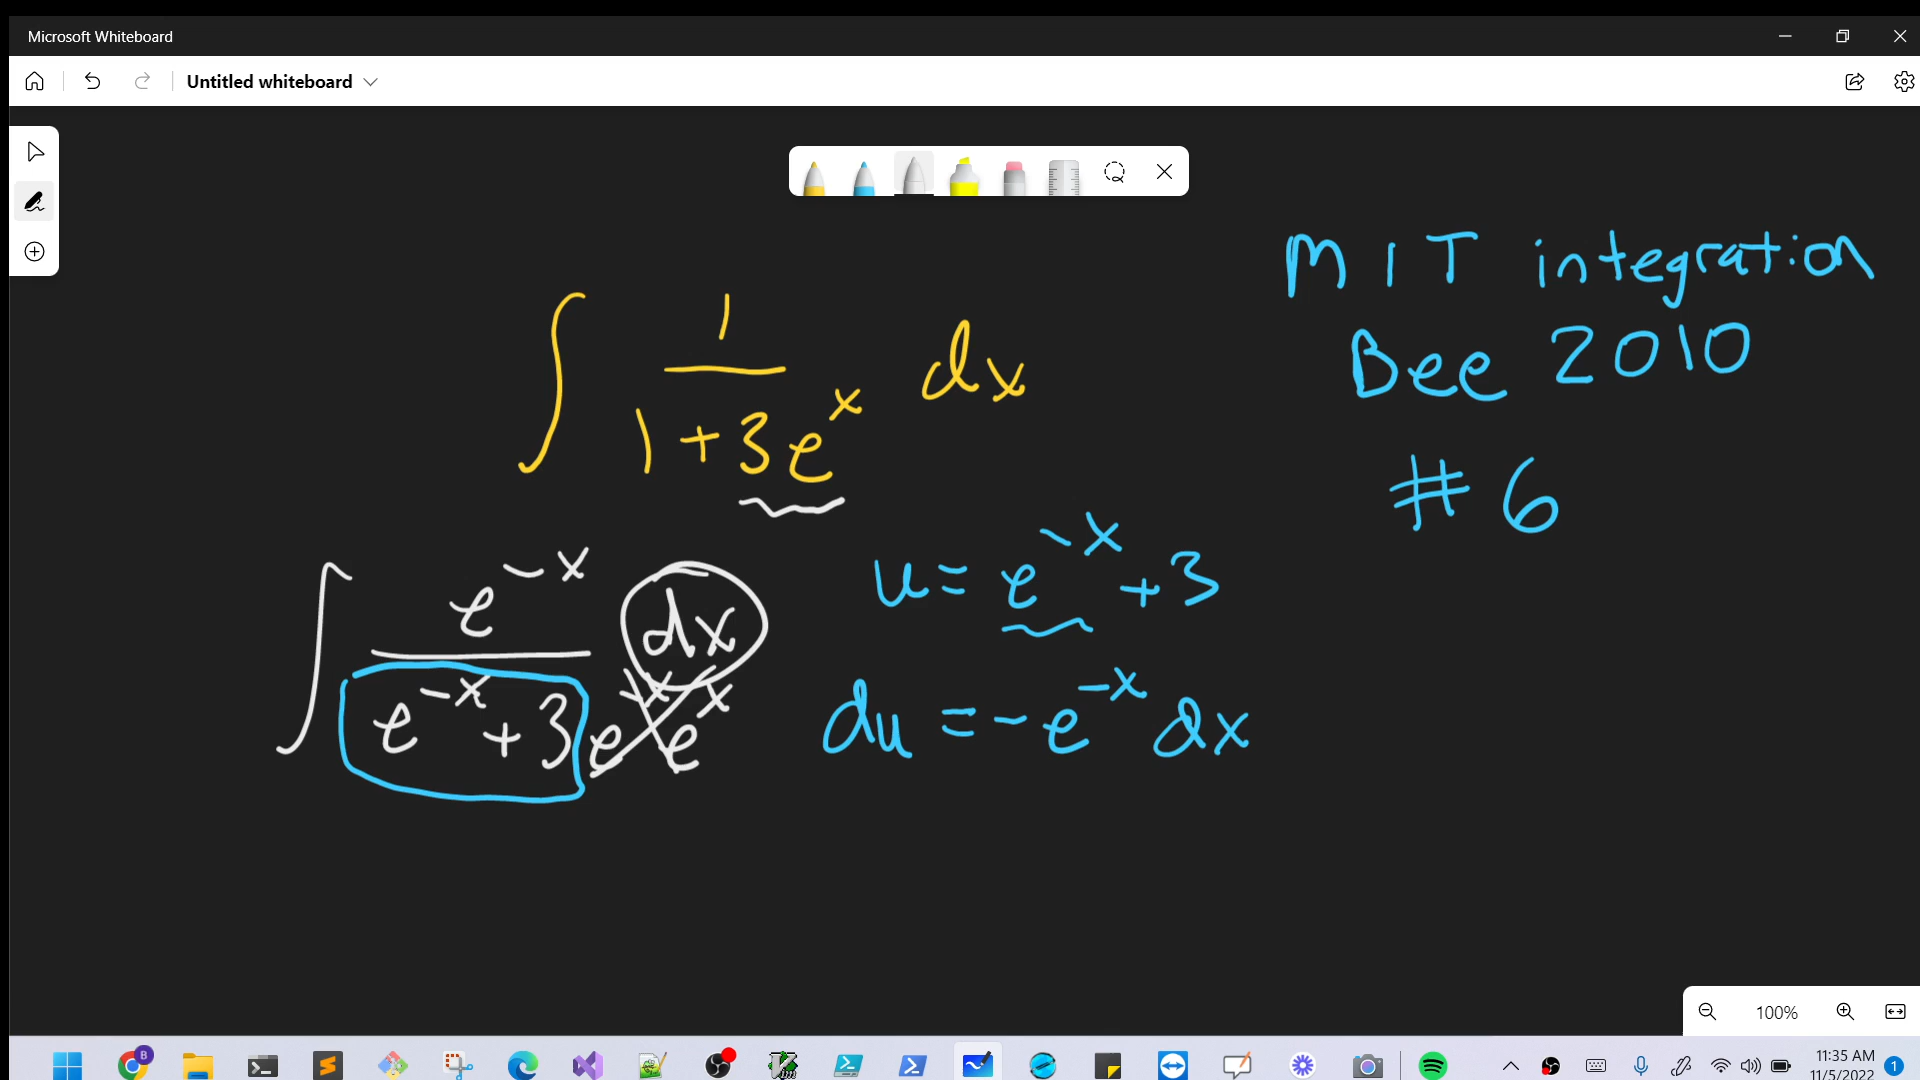 Microsoft Whiteboard
Untitled whiteboard
MIT integration
Bee 2010
# 6
∫ 1/(1+3e^x) dx
u = e^-x + 3
∫ e^-x/(e^-x+3) dx
e^x e^x
du = -e^-x dx
100%
11:35 AM
11/5/2022
1
B